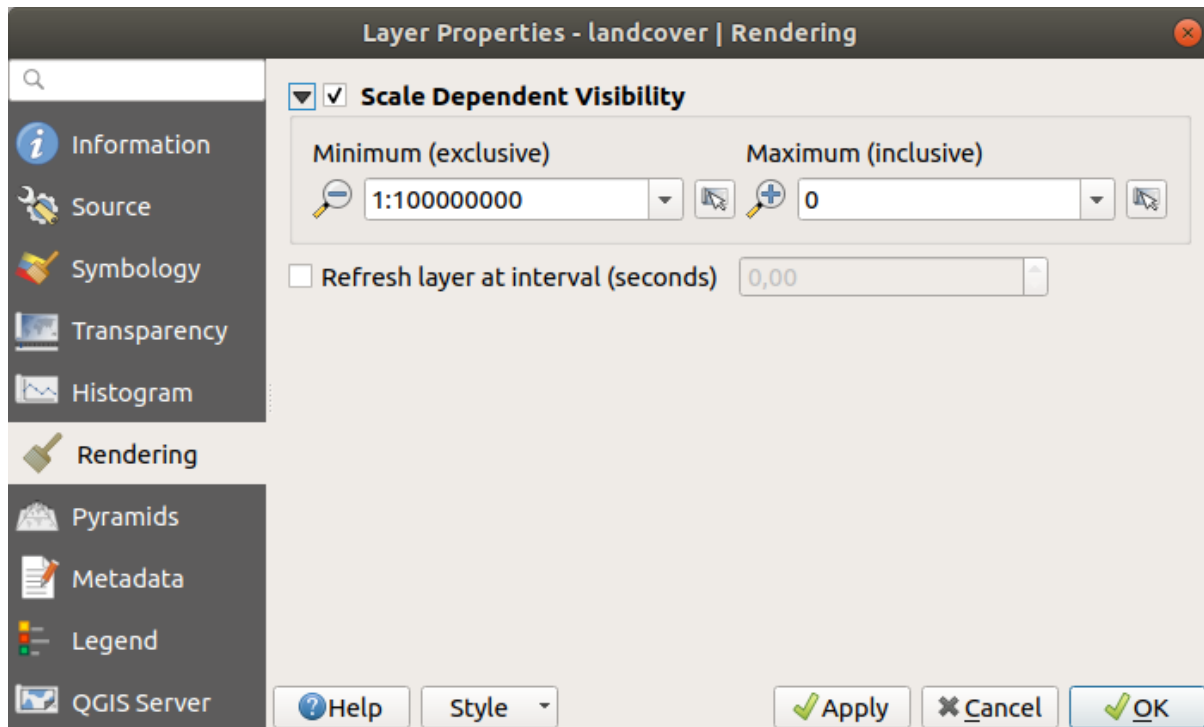 Layer Properties - landcover | Rendering
Information
Source
Symbology
Transparency
Histogram
Rendering
Pyramids
Metadata
Legend
QGIS Server
Scale Dependent Visibility
Minimum (exclusive) Maximum (inclusive)
1:100000000 0
Refresh layer at interval (seconds) 0,00
Help Style Apply Cancel OK